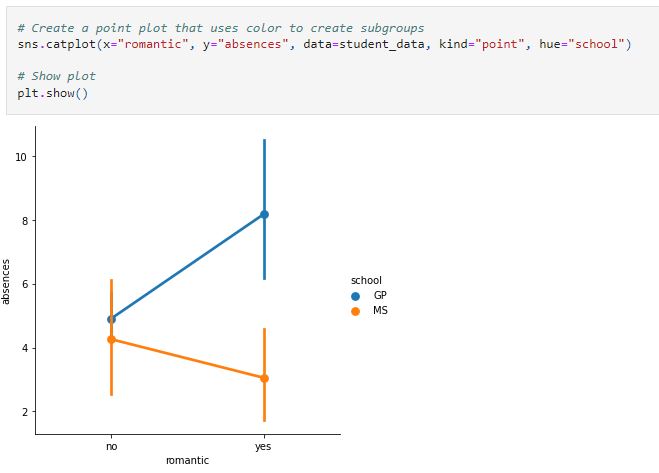 # Create a point plot that uses color to create subgroups
sns.catplot(x="romantic", y="absences", data=student_data, kind="point", hue="school")
# Show plot
plt.show()
10
8
6
4
2
absences
no yes
romantic
school
GP
MS